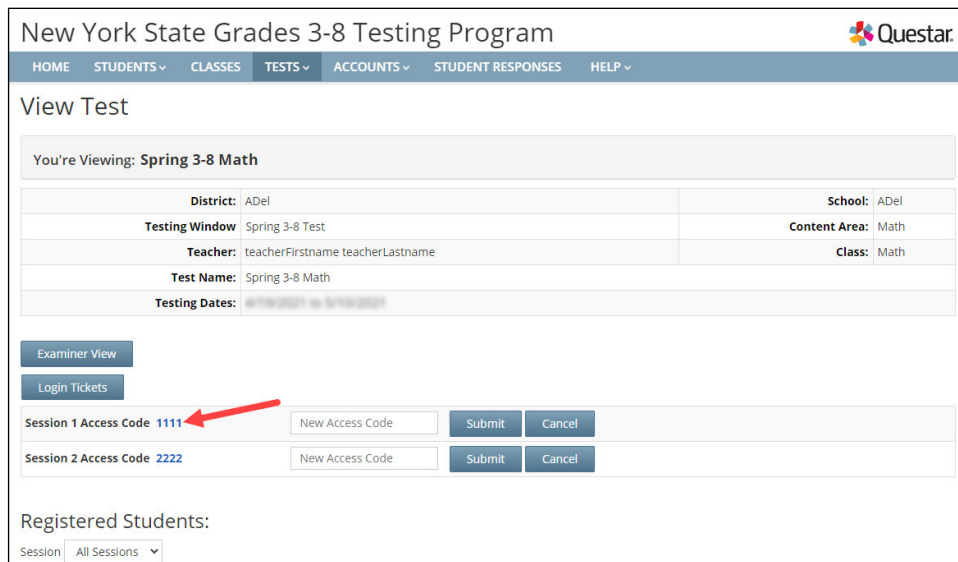 New York State Grades 3-8 Testing Program
Questar
HOME STUDENTS CLASSES TESTS ACCOUNTS STUDENT RESPONSES HELP
View Test
You're Viewing: Spring 3-8 Math
District: ADel School: ADel
Testing Window Spring 3-8 Test Content Area: Math
Teacher: teacherFirstname teacherLastname Class: Math
Test Name: Spring 3-8 Math
Testing Dates:
Examiner View
Login Tickets
Session 1 Access Code 1111 New Access Code Submit Cancel
Session 2 Access Code 2222 New Access Code Submit Cancel
Registered Students:
Session All Sessions